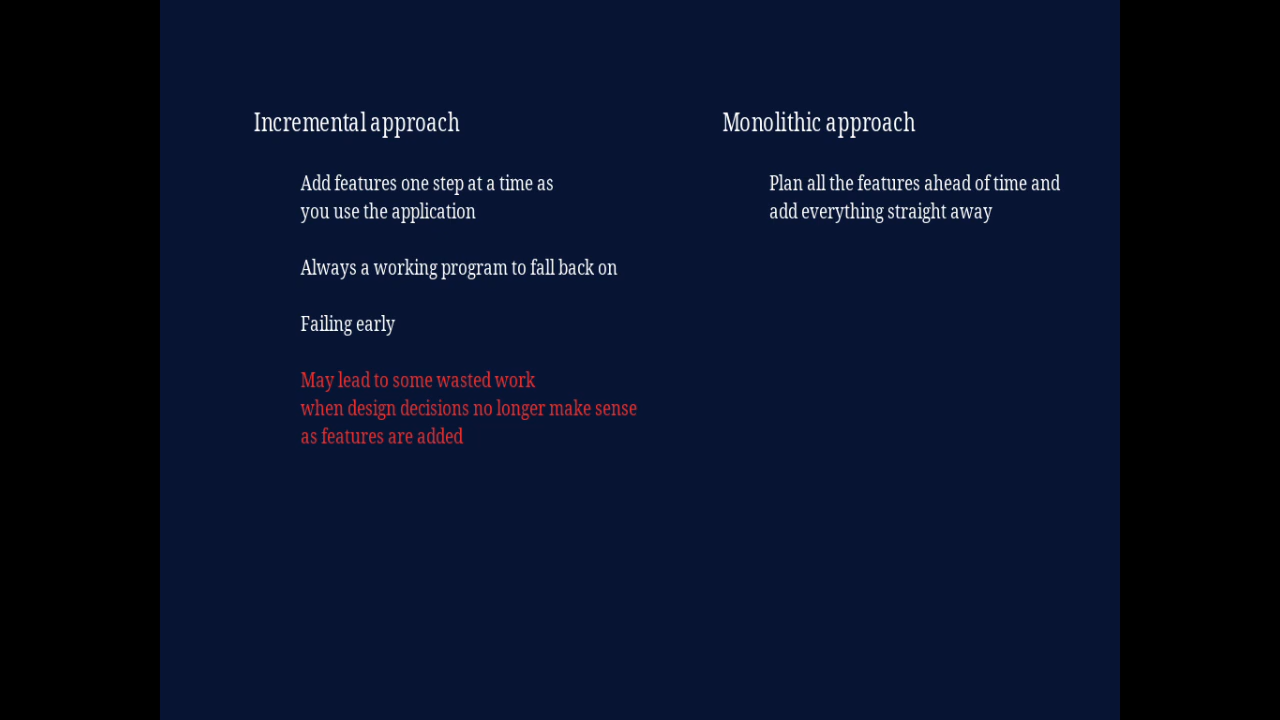 Incremental approach
Add features one step at a time as
you use the application
Always a working program to fall back on
Failing early
May lead to some wasted work
when design decisions no longer make sense
as features are added
Monolithic approach
Plan all the features ahead of time and
add everything straight away